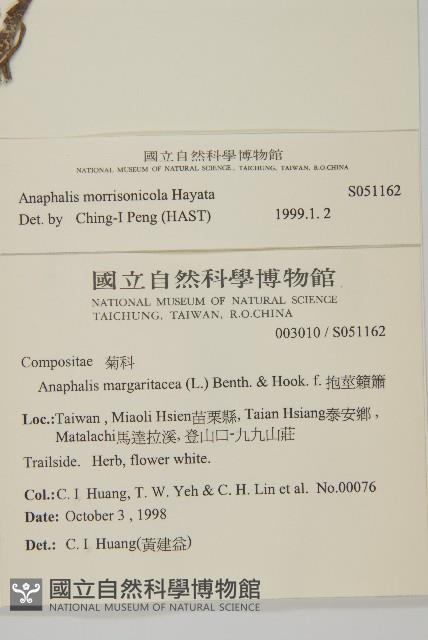 國立自然科學博物館
NATIONAL MUSEUM OF NATURAL SCIENCE, TAICHUNG, TAIWAN, R.O.CHINA
Anaphalis morrisonicola Hayata S051162
Det. by Ching-I Peng (HAST) 1999.1.2
國立自然科學博物館
NATIONAL MUSEUM OF NATURAL SCIENCE
TAICHUNG, TAIWAN, R.O.CHINA
003010 / S051162
Compositae 菊科
Anaphalis margaritacea (L.) Benth. & Hook. f. 抱莖籟簫
Loc.:Taiwan , Miaoli Hsien苗栗縣, Taian Hsiang泰安鄉 ,
Matalachi馬達拉溪, 登山口-九九山莊
Trailside. Herb, flower white.
Col.:C. I Huang, T. W. Yeh & C. H. Lin et al. No.00076
Date: October 3 , 1998
Det.: C. I Huang(黃建益)
國立自然科學博物館
NATIONAL MUSEUM OF NATURAL SCIENCE